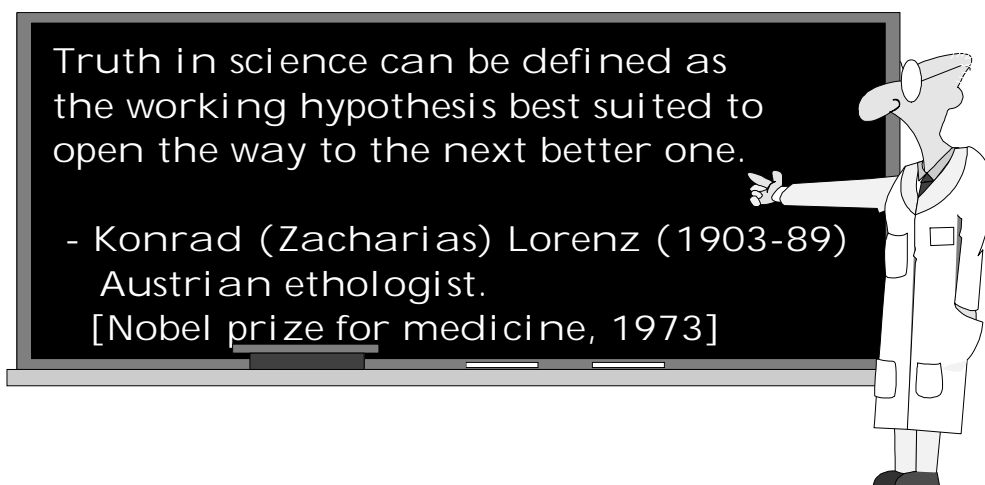 Truth in science can be defined as
the working hypothesis best suited to
open the way to the next better one.
- Konrad (Zacharias) Lorenz (1903-89)
Austrian ethologist.
[Nobel prize for medicine, 1973]